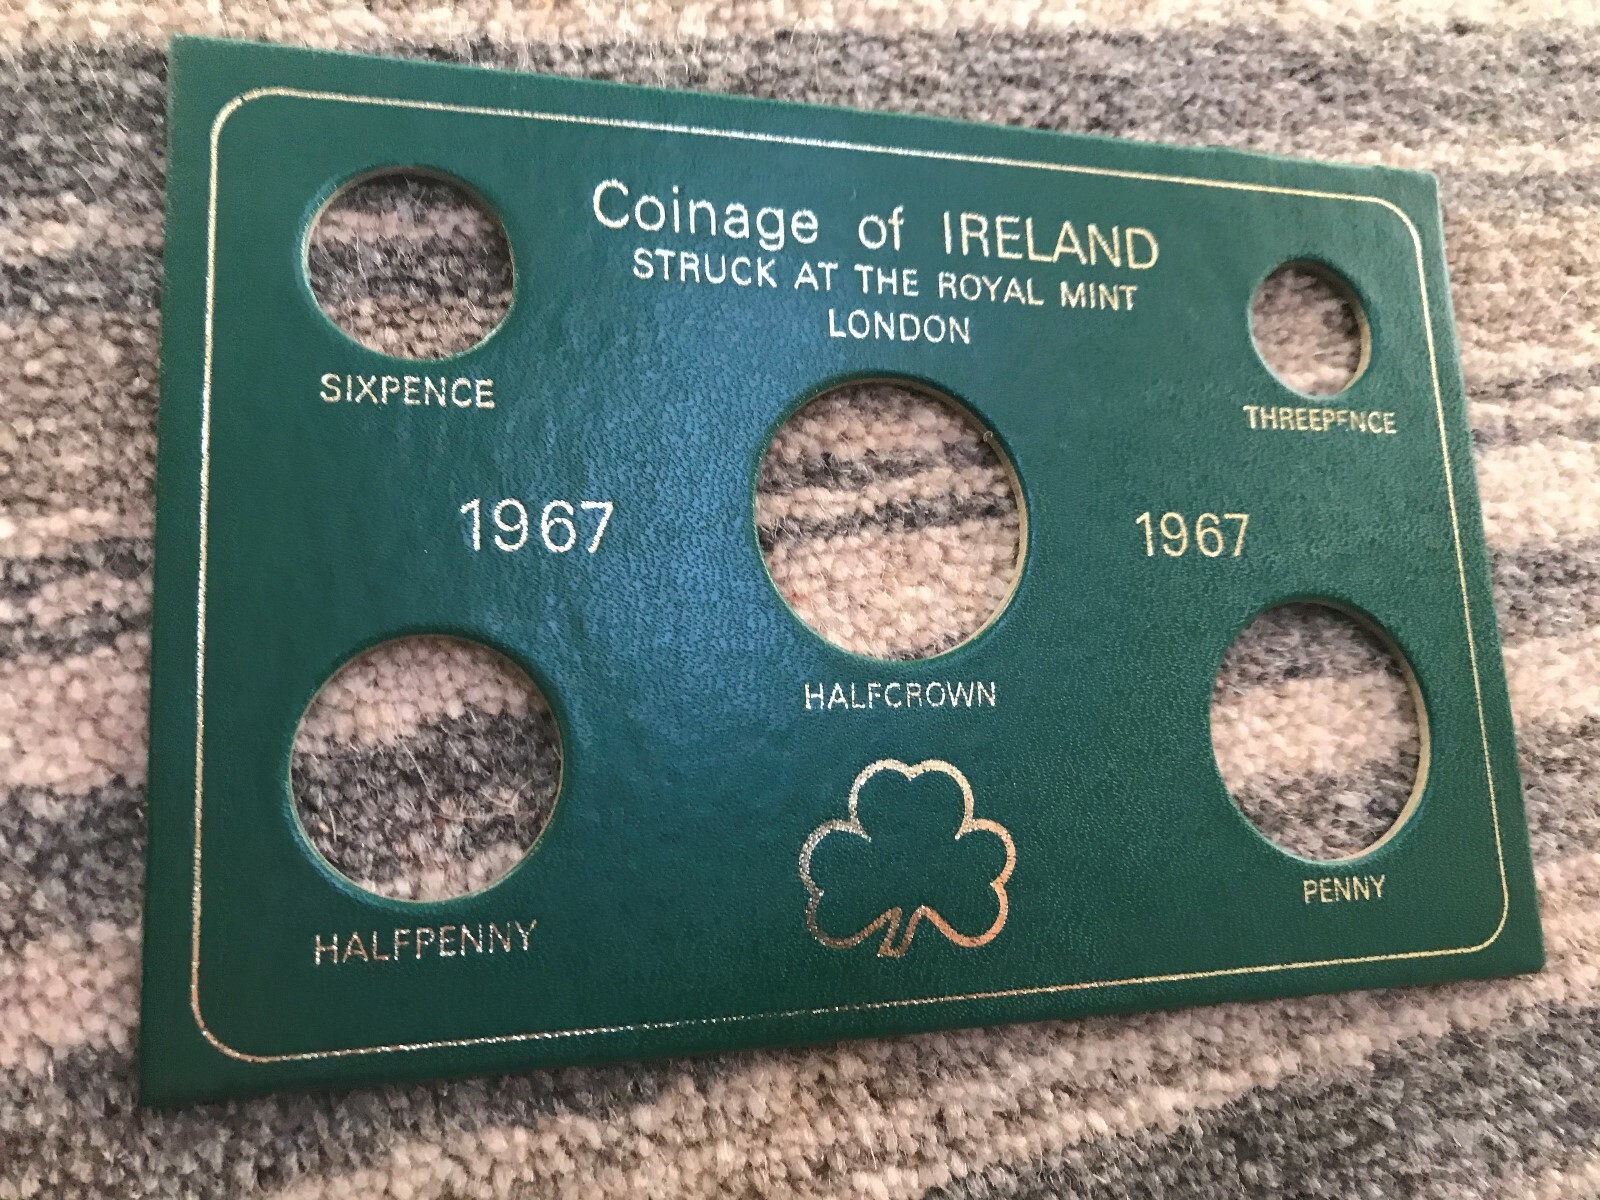 Coinage of IRELAND
STRUCK AT THE ROYAL MINT
LONDON
SIXPENCE
THREEPENCE
1967
1967
HALFCROWN
HALFPENNY
PENNY